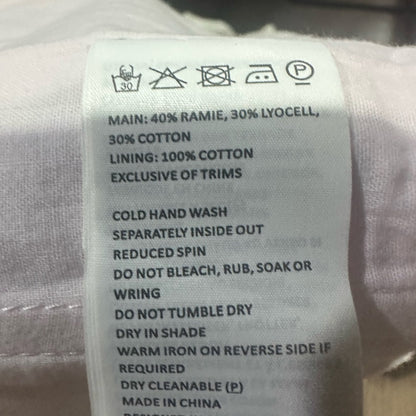 30
P
MAIN: 40% RAMIE, 30% LYOCELL,
30% COTTON
LINING: 100% COTTON
EXCLUSIVE OF TRIMS
COLD HAND WASH
SEPARATELY INSIDE OUT
REDUCED SPIN
DO NOT BLEACH, RUB, SOAK OR
WRING
DO NOT TUMBLE DRY
DRY IN SHADE
WARM IRON ON REVERSE SIDE IF
REQUIRED
DRY CLEANABLE (P)
MADE IN CHINA